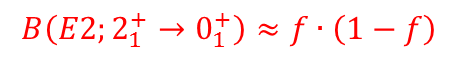 B(E2; 2₁⁺ → 0₁⁺) ≈ f · (1 − f)